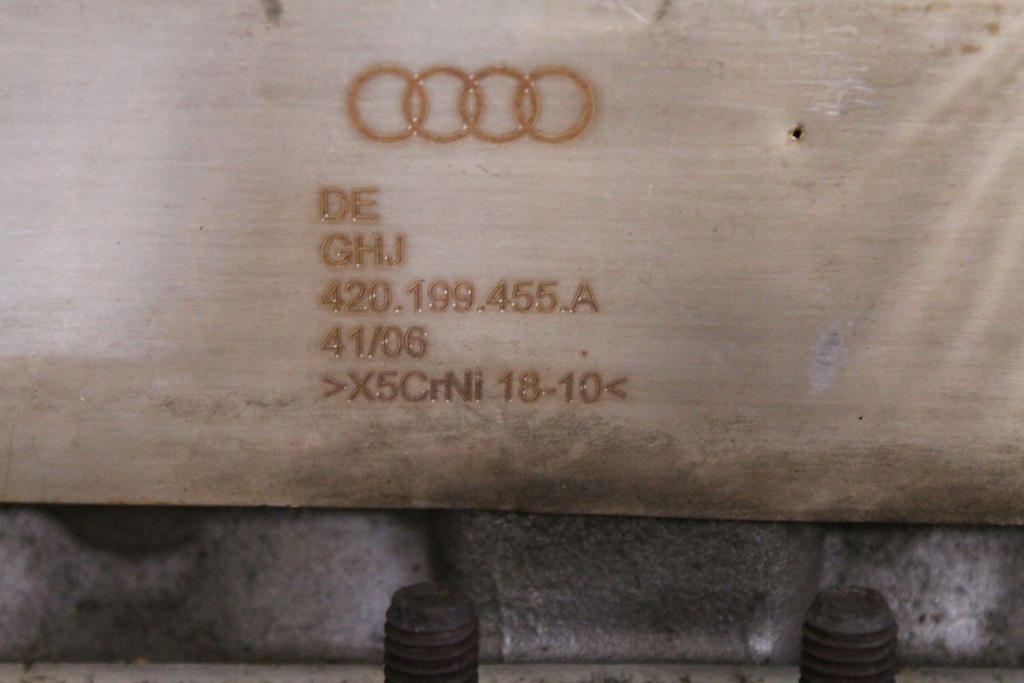 DE
GHJ
420.199.455.A
41/06
>X5CrNi 18-10<